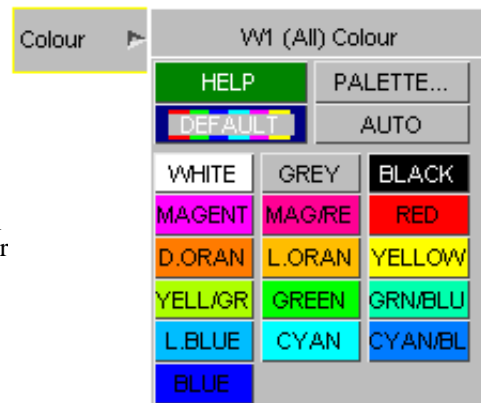 Colour
W1 (All) Colour
HELP PALETTE...
DEFAULT AUTO
WHITE GREY BLACK
MAGENT MAG/RE RED
D.ORAN L.ORAN YELLOW
YELL/GR GREEN GRN/BLU
r
L.BLUE CYAN CYAN/BL
BLUE